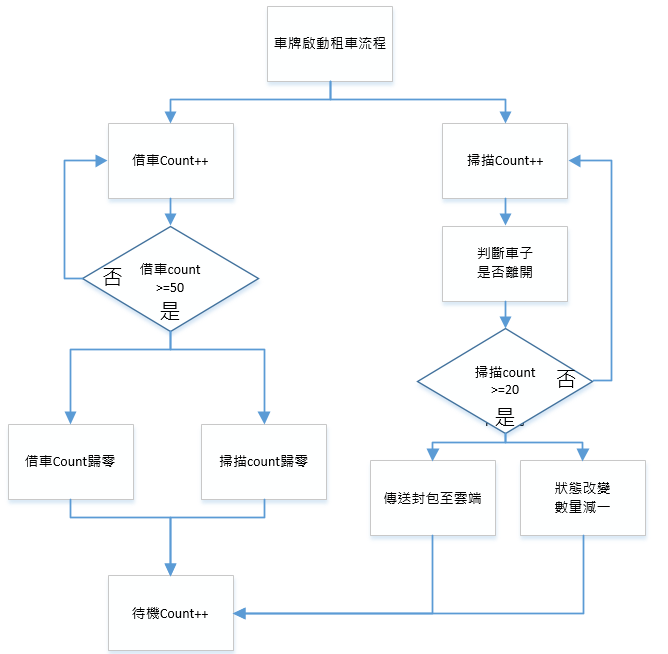 車牌啟動租車流程
借車Count++
掃描Count++
判斷車子
是否離開
借車count
>=50
否
是
掃描count
>=20
否
是
借車Count歸零
掃描count歸零
傳送封包至雲端
狀態改變
數量減一
待機Count++